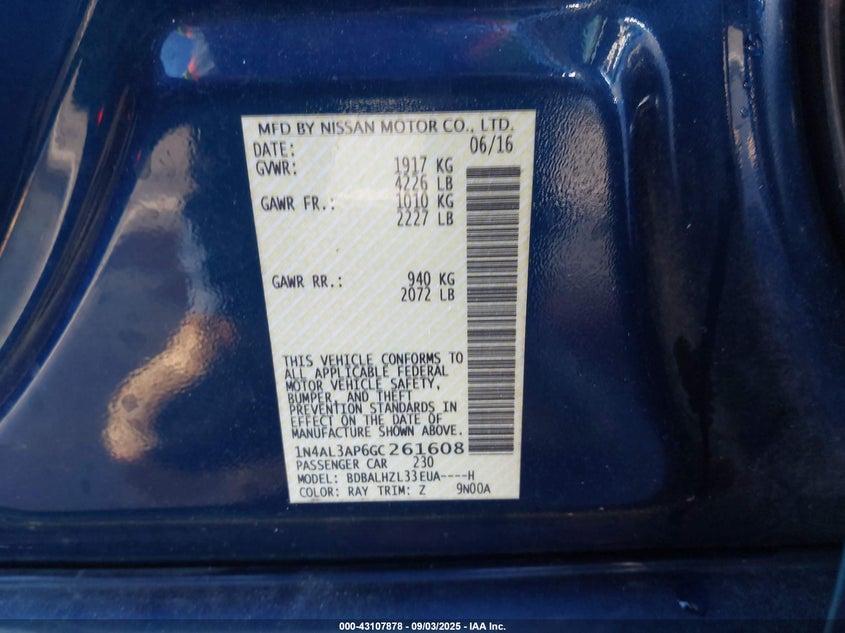 MFD BY NISSAN MOTOR CO., LTD.
DATE: 06/16
GVWR: 1917 KG
4226 LB
GAWR FR.: 1010 KG
2227 LB
GAWR RR.: 940 KG
2072 LB
THIS VEHICLE CONFORMS TO
ALL APPLICABLE FEDERAL
MOTOR VEHICLE SAFETY,
BUMPER, AND THEFT
PREVENTION STANDARDS IN
EFFECT ON THE DATE OF
MANUFACTURE SHOWN ABOVE.
1N4AL3AP6GC261608
PASSENGER CAR 230
MODEL: BDBALHZL33EUA----H
COLOR: RAY TRIM: Z 9N00A
000-43107878 - 09/03/2025 - IAA Inc.